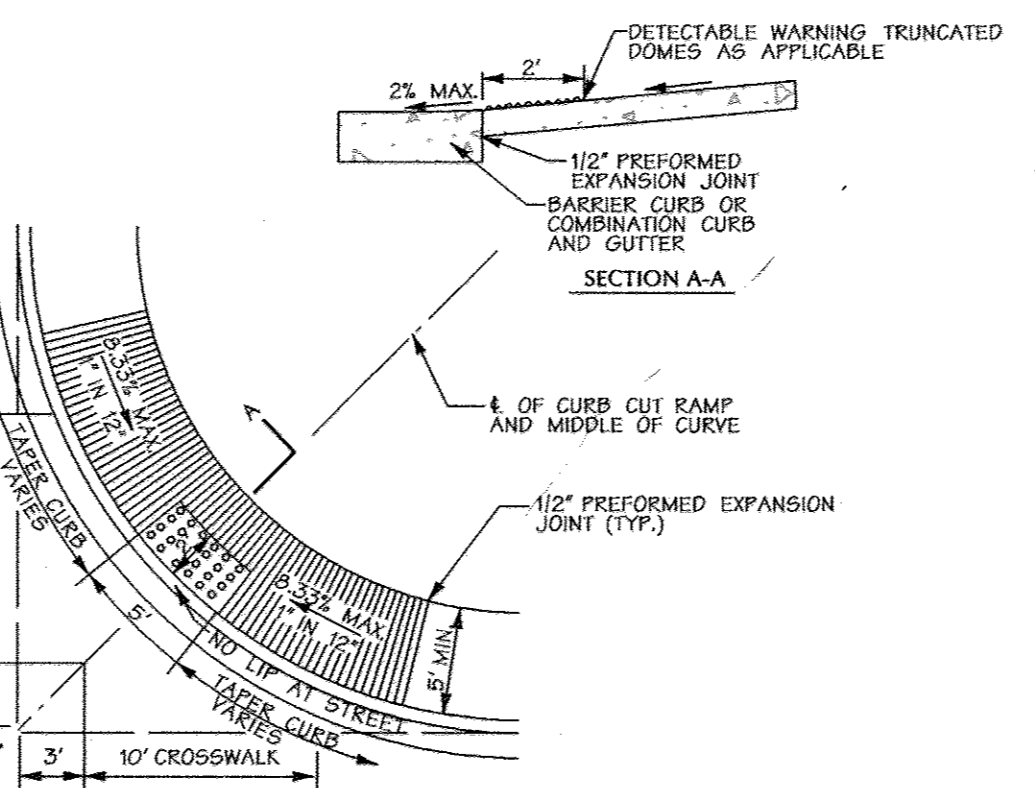 DETECTABLE WARNING TRUNCATED
DOMES AS APPLICABLE
2'
2% MAX.
1/2" PREFORMED
EXPANSION JOINT
BARRIER CURB OR
COMBINATION CURB
AND GUTTER
SECTION A-A
8.33% MAX.
1" IN 12"
A
℄ OF CURB CUT RAMP
AND MIDDLE OF CURVE
TAPER CURB
VARIES
1/2" PREFORMED EXPANSION
JOINT (TYP.)
2'
5'
8.33% MAX.
1" IN 12"
5' MIN
NO LIP AT STREET
TAPER CURB
VARIES
3'
10' CROSSWALK